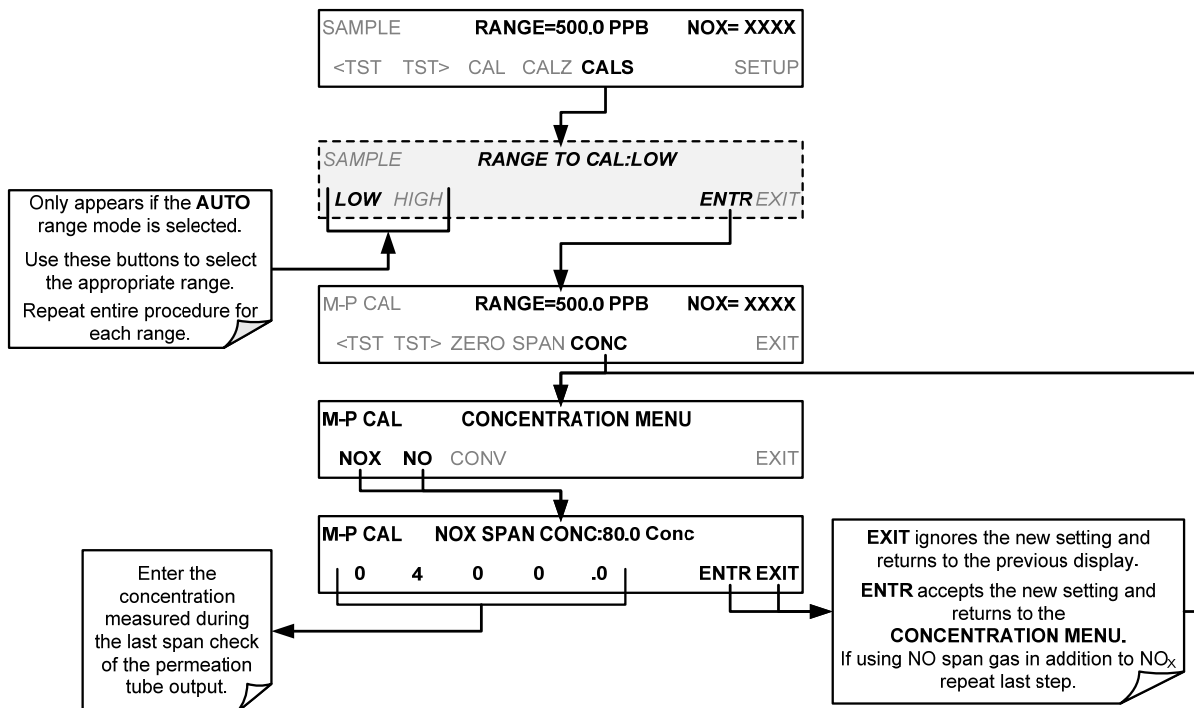 SAMPLE RANGE=500.0 PPB NOX= XXXX
<TST TST> CAL CALZ CALS SETUP
SAMPLE RANGE TO CAL:LOW
LOW HIGH ENTR EXIT
Only appears if the AUTO
range mode is selected.
Use these buttons to select
the appropriate range.
Repeat entire procedure for
each range.
M-P CAL RANGE=500.0 PPB NOX= XXXX
<TST TST> ZERO SPAN CONC EXIT
M-P CAL CONCENTRATION MENU
NOX NO CONV EXIT
M-P CAL NOX SPAN CONC:80.0 Conc
0 4 0 0 .0 ENTR EXIT
Enter the
concentration
measured during
the last span check
of the permeation
tube output.
EXIT ignores the new setting and
returns to the previous display.
ENTR accepts the new setting and
returns to the
CONCENTRATION MENU.
If using NO span gas in addition to NOX
repeat last step.